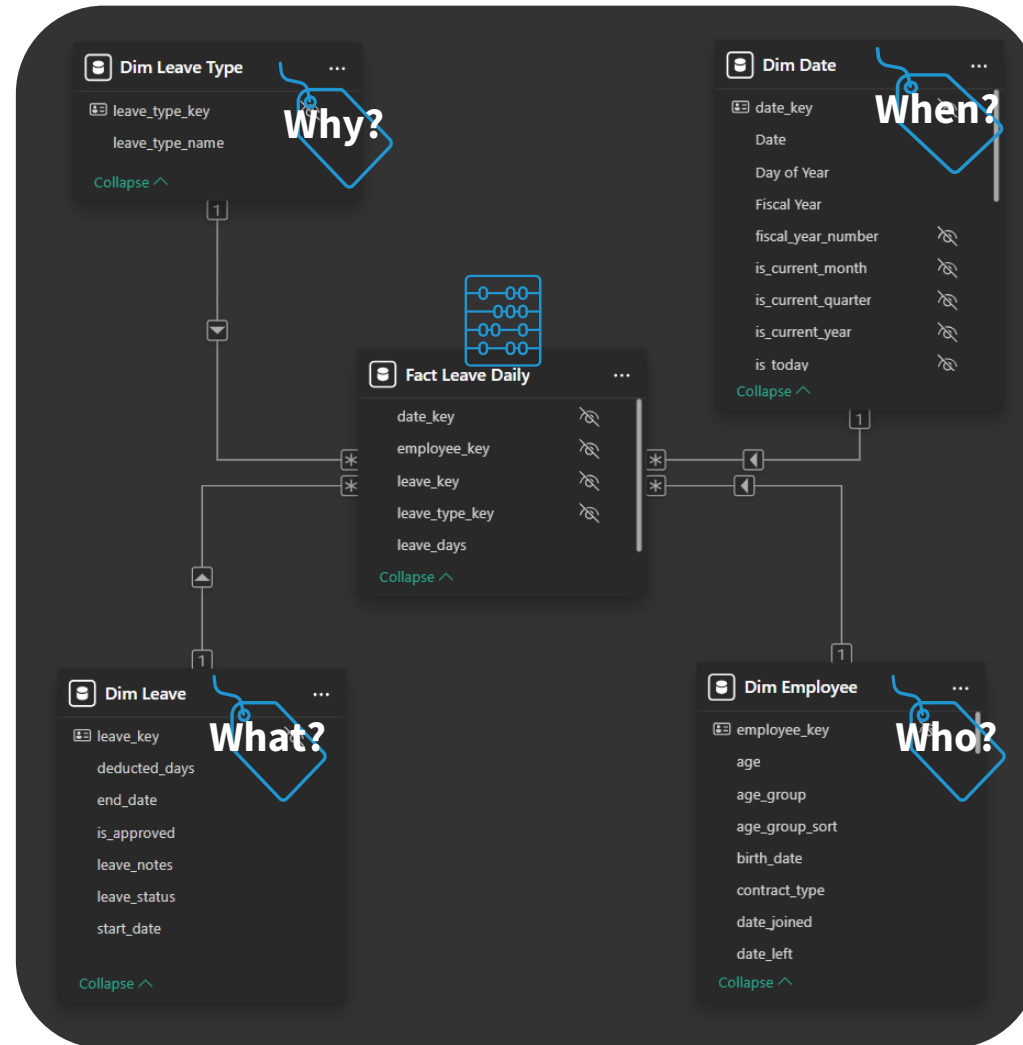 Dim Leave Type
Why?
leave_type_key
leave_type_name
Collapse
1
Dim Date
When?
date_key
Date
Day of Year
Fiscal Year
fiscal_year_number
is_current_month
is_current_quarter
is_current_year
is today
Collapse
1
Fact Leave Daily
date_key
employee_key
leave_key
leave_type_key
leave_days
Collapse
*
*
*
*
1
Dim Leave
What?
leave_key
deducted_days
end_date
is_approved
leave_notes
leave_status
start_date
Collapse
1
Dim Employee
Who?
employee_key
age
age_group
age_group_sort
birth_date
contract_type
date_joined
date_left
Collapse